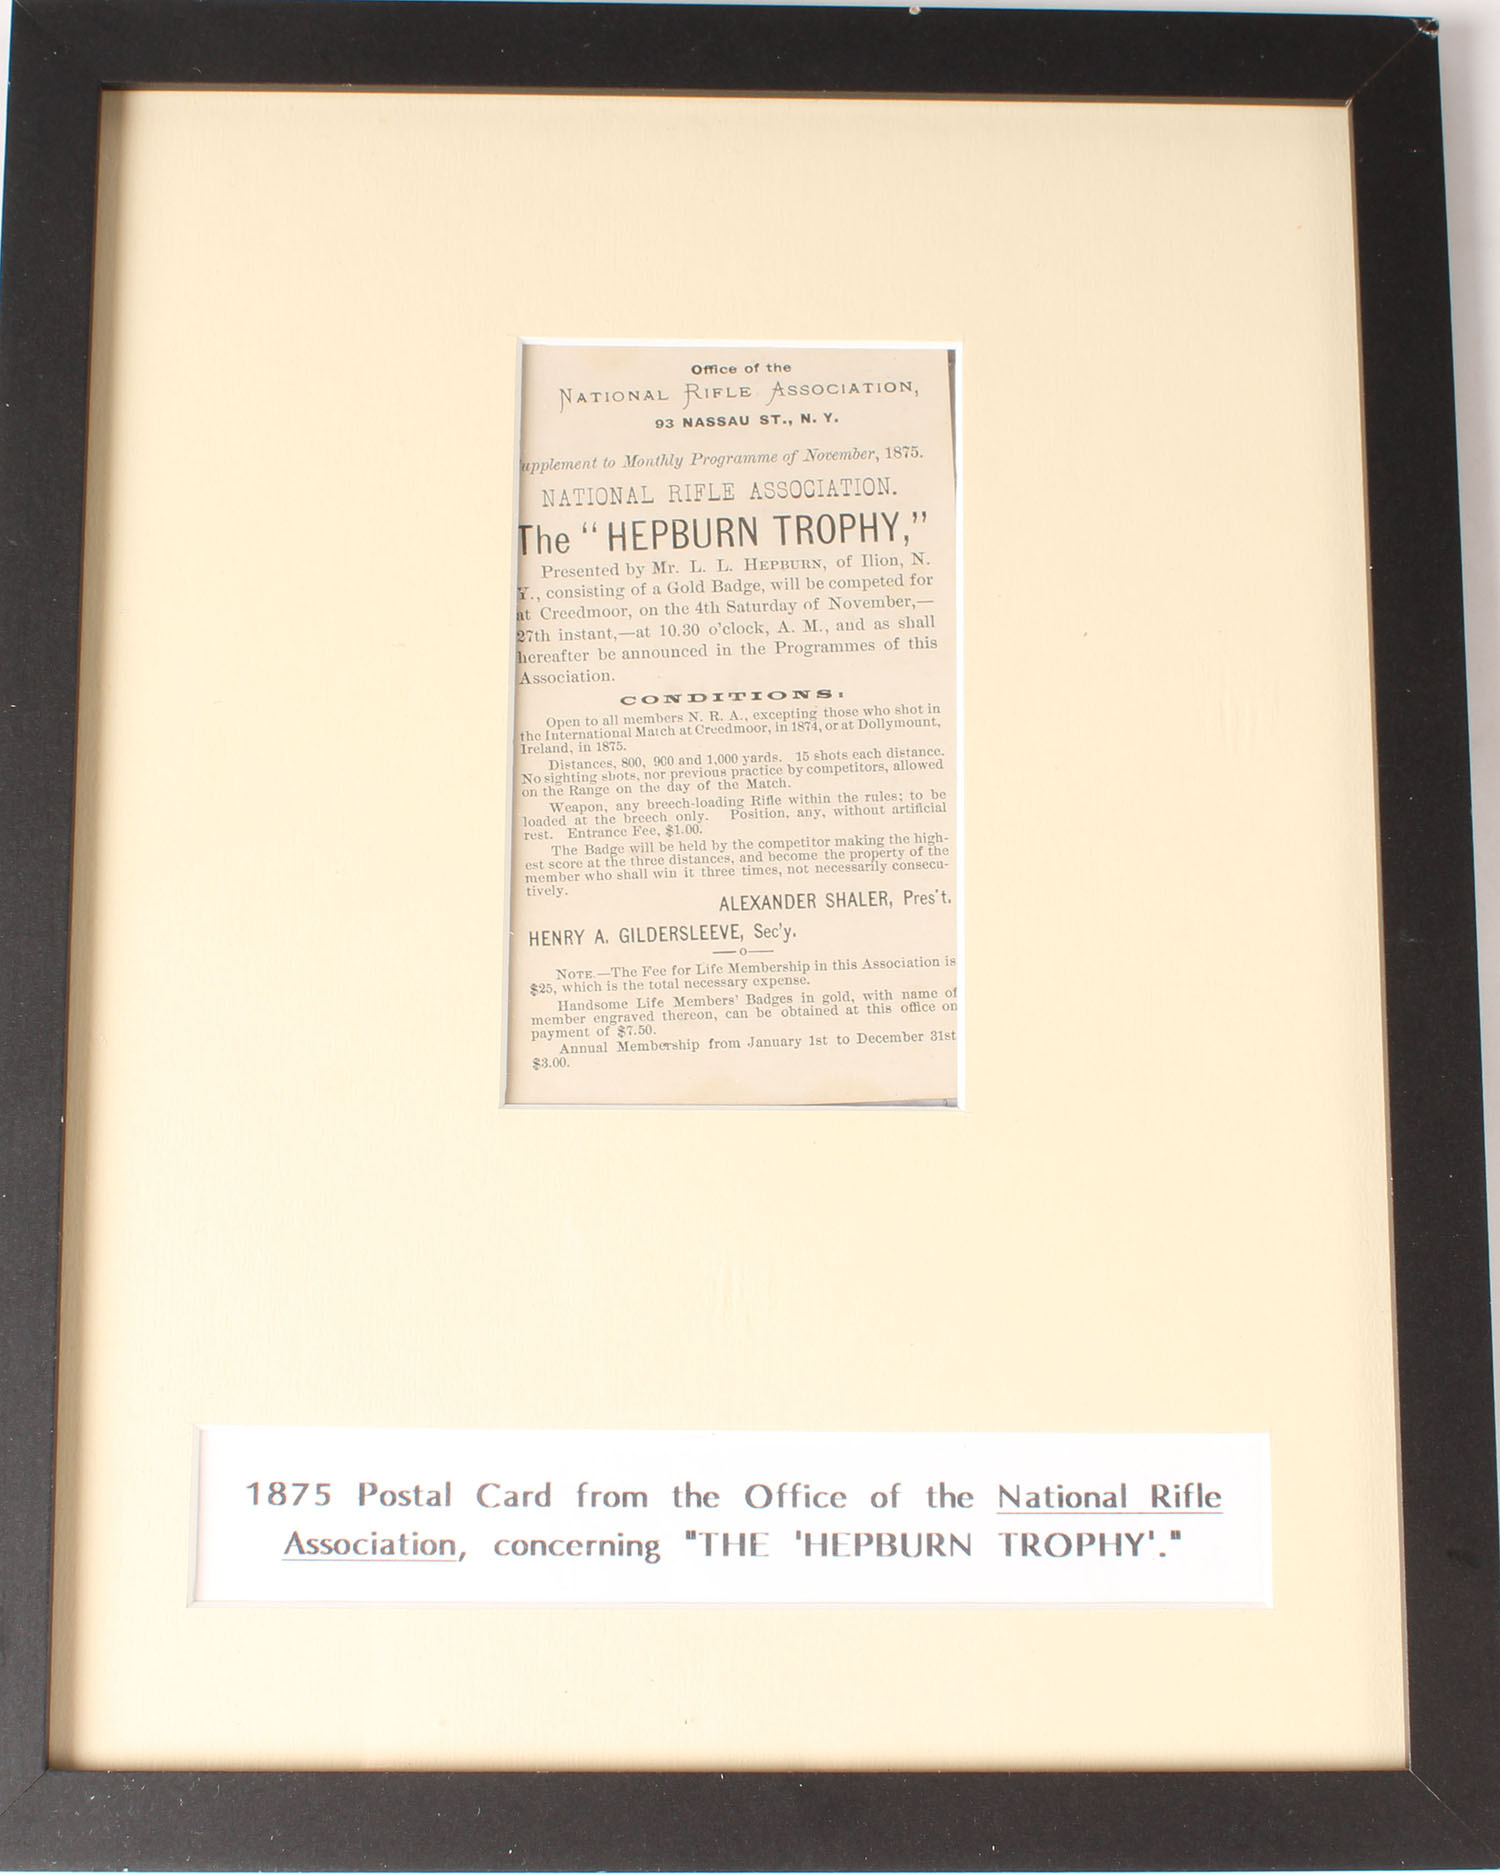 Office of the
NATIONAL RIFLE ASSOCIATION,
93 NASSAU ST., N. Y.
upplement to Monthly Programme of November, 1875.
NATIONAL RIFLE ASSOCIATION.
The “HEPBURN TROPHY,”
Presented by Mr. L. L. HEPBURN, of Ilion, N.
Y., consisting of a Gold Badge, will be competed for
at Creedmoor, on the 4th Saturday of November,—
27th instant,—at 10.30 o'clock, A. M., and as shall
hereafter be announced in the Programmes of this
Association.
CONDITIONS:
Open to all members N. R. A., excepting those who shot in
the International Match at Creedmoor, in 1874, or at Dollymount,
Ireland, in 1875.
Distances, 800, 900 and 1,000 yards. 15 shots each distance.
No sighting shots, nor previous practice by competitors, allowed
on the Range on the day of the Match.
Weapon, any breech-loading Rifle within the rules; to be
loaded at the breech only. Position, any, without artificial
rest. Entrance Fee, $1.00.
The Badge will be held by the competitor making the high-
est score at the three distances, and become the property of the
member who shall win it three times, not necessarily consecu-
tively.
ALEXANDER SHALER, Pres't.
HENRY A. GILDERSLEEVE, Sec'y.
—o—
NOTE.—The Fee for Life Membership in this Association is
$25, which is the total necessary expense.
Handsome Life Members' Badges in gold, with name of
member engraved thereon, can be obtained at this office on
payment of $7.50.
Annual Membership from January 1st to December 31st
$3.00.
1875 Postal Card from the Office of the National Rifle
Association, concerning "THE 'HEPBURN TROPHY'."